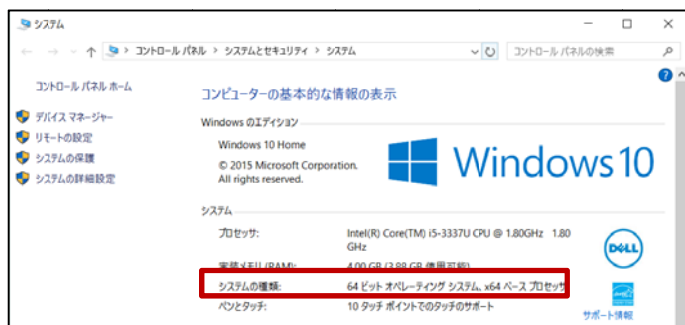 システム
コントロール パネル › システムとセキュリティ › システム
コントロール パネルの検索
コントロール パネル ホーム
デバイス マネージャー
リモートの設定
システムの保護
システムの詳細設定
コンピューターの基本的な情報の表示
Windows のエディション
Windows 10 Home
© 2015 Microsoft Corporation. All rights reserved.
Windows 10
システム
プロセッサ: Intel(R) Core(TM) i5-3337U CPU @ 1.80GHz 1.80
GHz
DELL
実装メモリ (RAM): 4.00 GB (3.88 GB 使用可能)
システムの種類: 64 ビット オペレーティング システム、x64 ベース プロセッサ
ペンとタッチ: 10 タッチ ポイントでのタッチのサポート
サポート情報